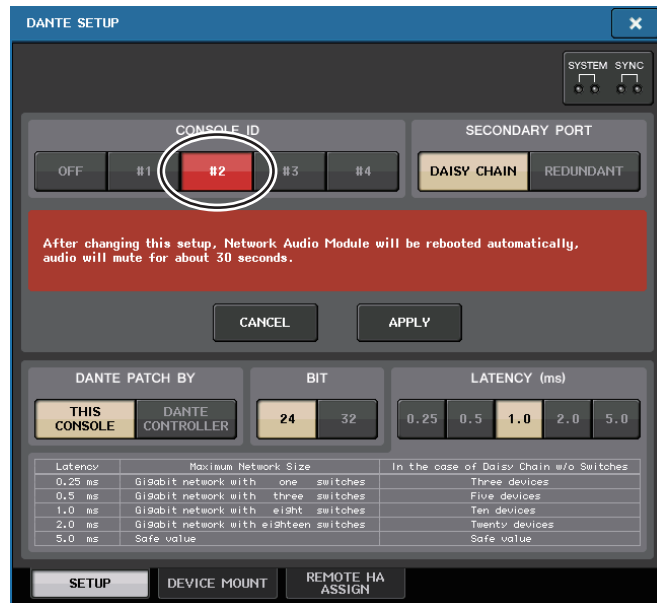 DANTE SETUP
SYSTEM SYNC
CONSOLE ID
SECONDARY PORT
OFF #1 #2 #3 #4 DAISY CHAIN REDUNDANT
After changing this setup, Network Audio Module will be rebooted automatically,
audio will mute for about 30 seconds.
CANCEL APPLY
DANTE PATCH BY BIT LATENCY (ms)
THIS CONSOLE DANTE CONTROLLER 24 32 0.25 0.5 1.0 2.0 5.0
Latency Maximum Network Size In the case of Daisy Chain w/o Switches
0.25 ms Gigabit network with one switches Three devices
0.5 ms Gigabit network with three switches Five devices
1.0 ms Gigabit network with eight switches Ten devices
2.0 ms Gigabit network with eighteen switches Twenty devices
5.0 ms Safe value Safe value
SETUP DEVICE MOUNT REMOTE HA ASSIGN